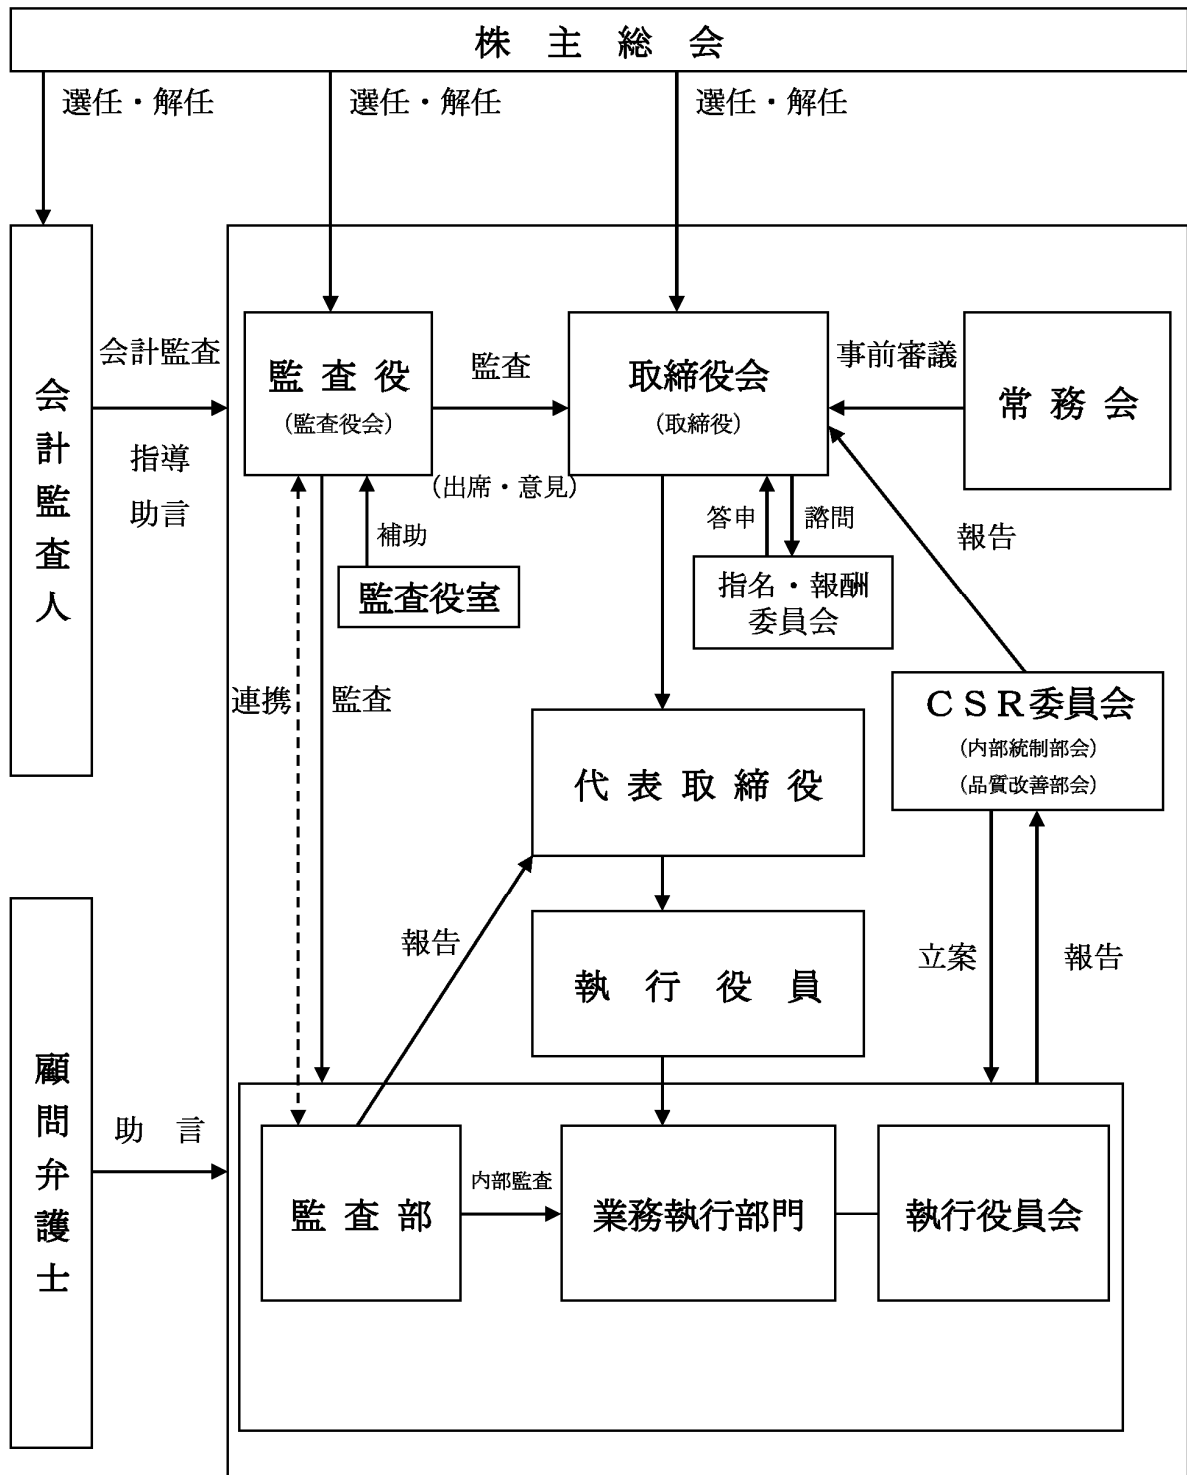 株主総会
選任・解任
選任・解任
選任・解任
会計監査人
会計監査
指導
助言
監査役
(監査役会)
監査
(出席・意見)
取締役会
(取締役)
事前審議
常務会
補助
監査役室
答申
諮問
指名・報酬
委員会
報告
連携
監査
CSR委員会
(内部統制部会)
(品質改善部会)
代表取締役
報告
執行役員
立案
報告
顧問弁護士
助言
監査部
内部監査
業務執行部門
執行役員会